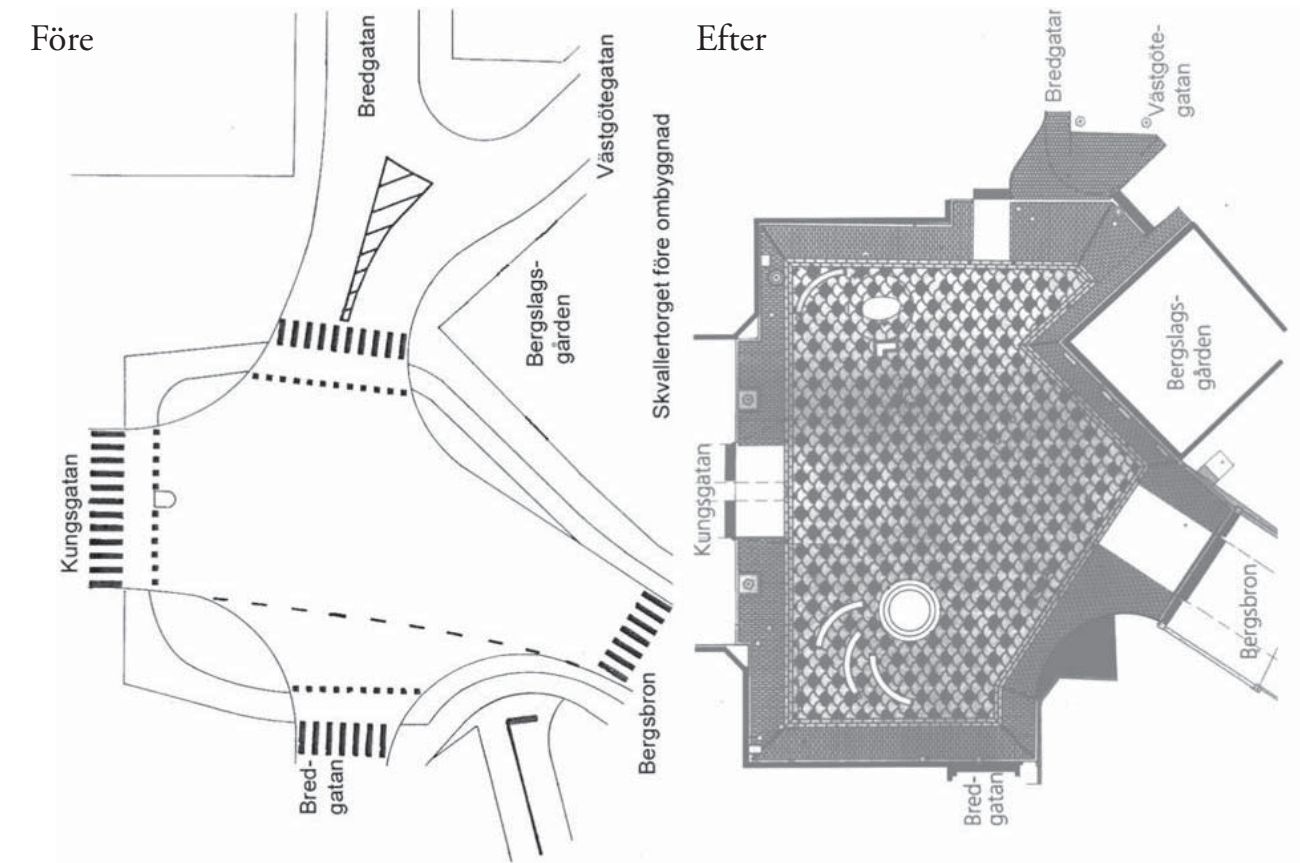 Före
Bredgatan
Västgötegatan
Kungsgatan
Bergslags-
gården
Skvallertorget före ombyggnad
Bred-
gatan
Bergsbron
Efter
Bredgatan
Västgöte-
gatan
Kungsgatan
Bergslags-
gården
Bergsbron
Bred-
gatan